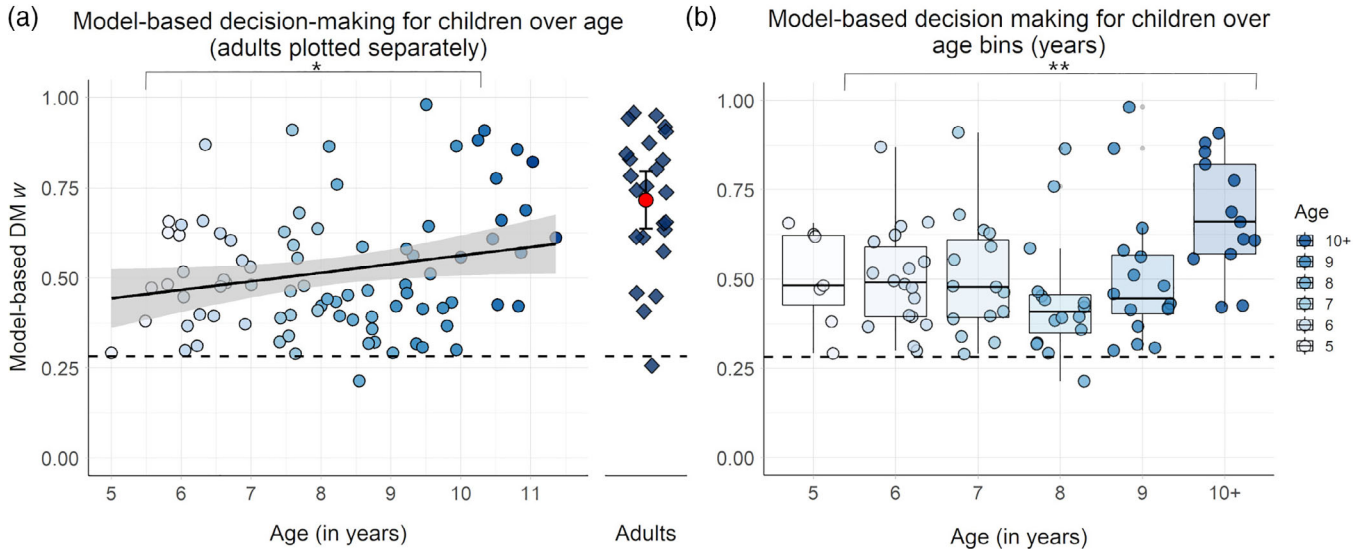 (a)
Model-based decision-making for children over age
(adults plotted separately)
*
1.00
0.75
0.50
0.25
0.00
Model-based DM w
5 6 7 8 9 10 11
Age (in years)
Adults
(b)
Model-based decision making for children over
age bins (years)
**
1.00
0.75
0.50
0.25
0.00
5 6 7 8 9 10+
Age (in years)
Age
10+
9
8
7
6
5